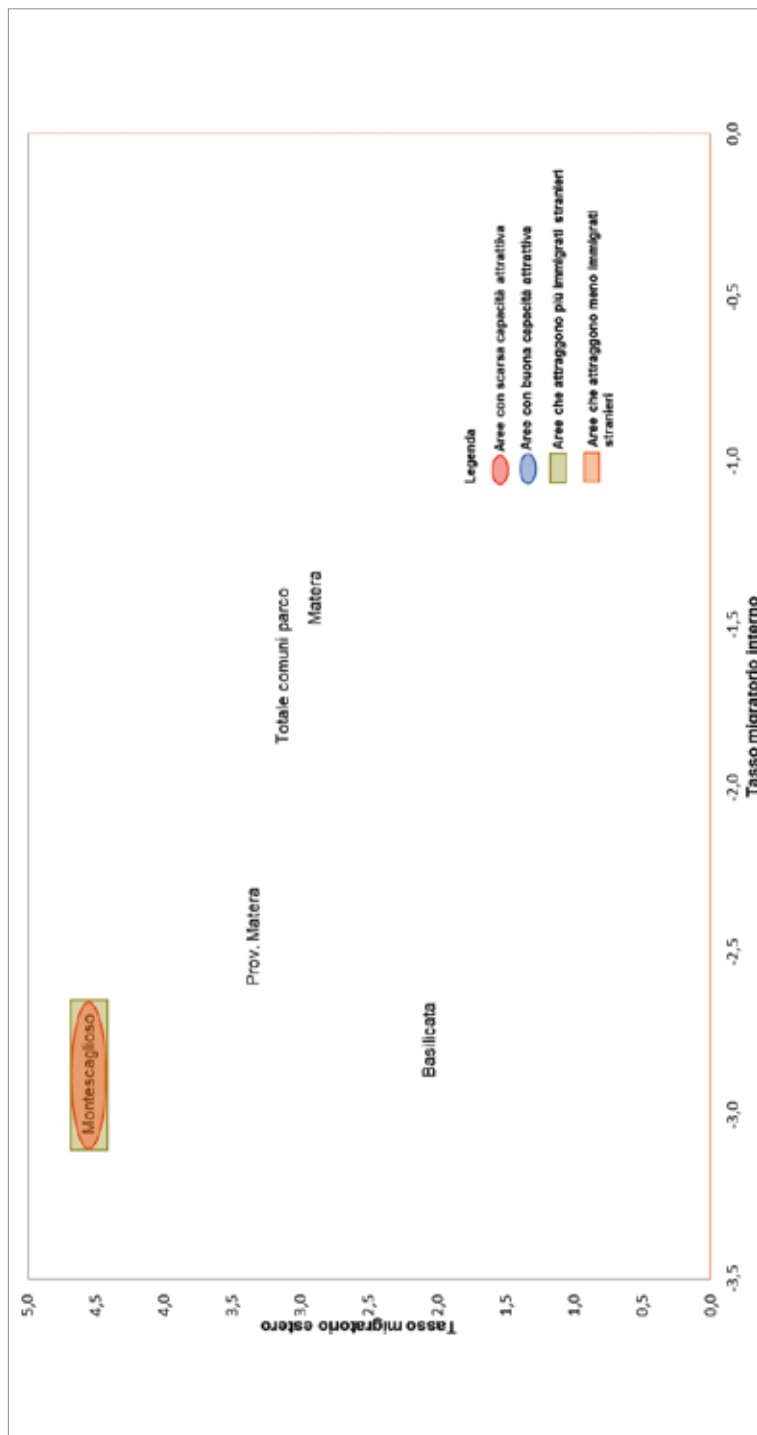 Tasso migratorio estero
5,0
4,5
4,0
3,5
3,0
2,5
2,0
1,5
1,0
0,5
0,0
Montescaglioso
Prov. Matera
Totale comuni parco
Matera
Basilicata
Legenda
Aree con scarsa capacità attrattiva
Aree con buona capacità attrattiva
Aree che attraggono più immigrati stranieri
Aree che attraggono meno immigrati
stranieri
-3,5
-3,0
-2,5
-2,0
-1,5
-1,0
-0,5
0,0
Tasso migratorio interno